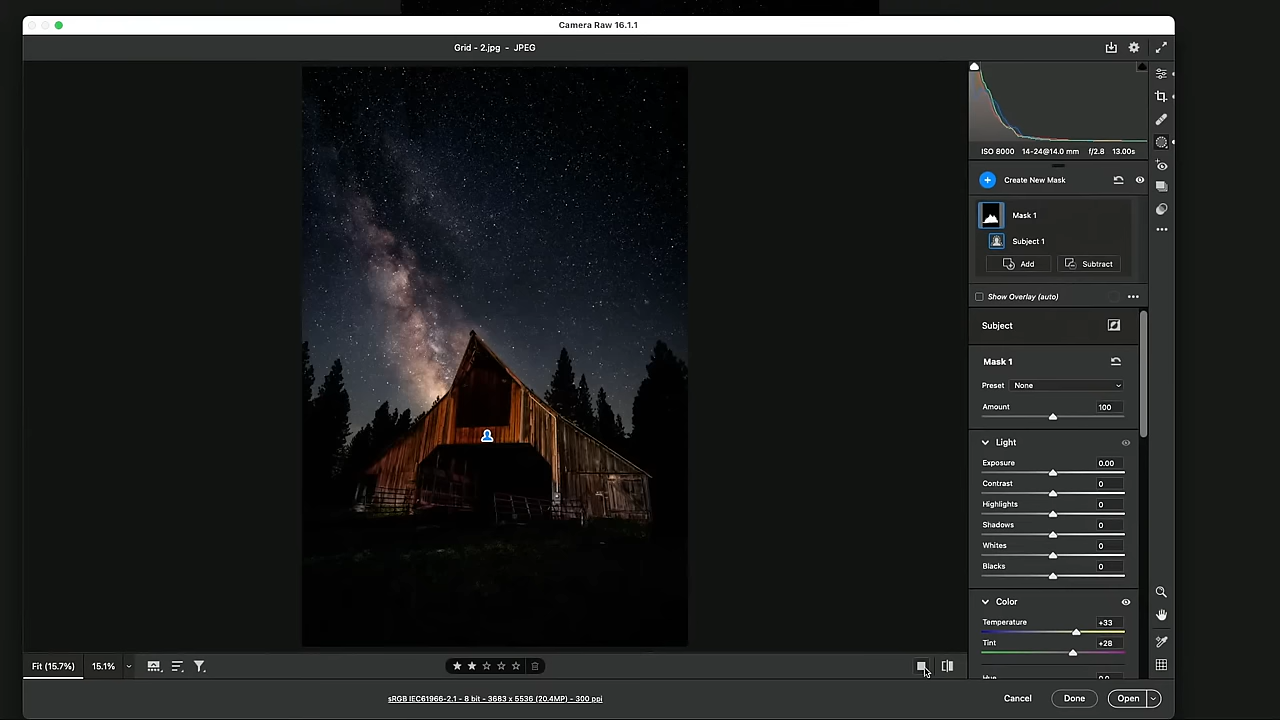 Camera Raw 16.1.1
Grid - 2.jpg - JPEG
ISO 8000 14-24@14.0 mm f/2.8 13.00s
Create New Mask
Mask 1
Subject 1
Add Subtract
Show Overlay (auto)
Subject
Mask 1
Preset None
Amount 100
Light
Exposure 0.00
Contrast 0
Highlights 0
Shadows 0
Whites 0
Blacks 0
Color
Temperature +33
Tint +28
Fit (15.7%) 15.1%
sRGB IEC61966-2.1 - 8 bit - 3683 x 5536 (20.4MP) - 300 ppi
Cancel Done Open